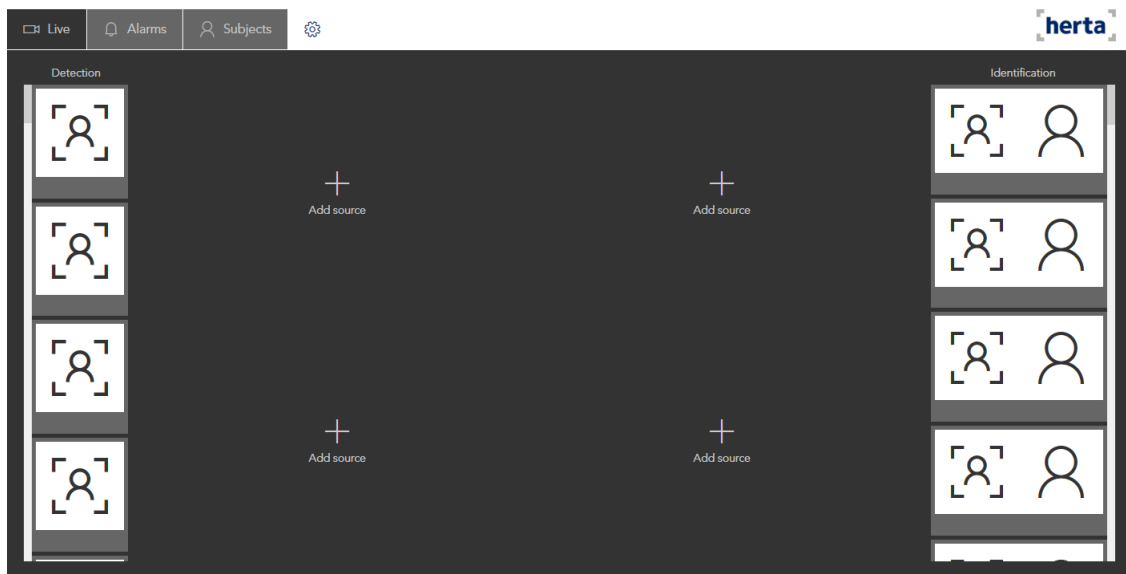 Live
Alarms
Subjects
herta
Detection
Identification
Add source
Add source
Add source
Add source